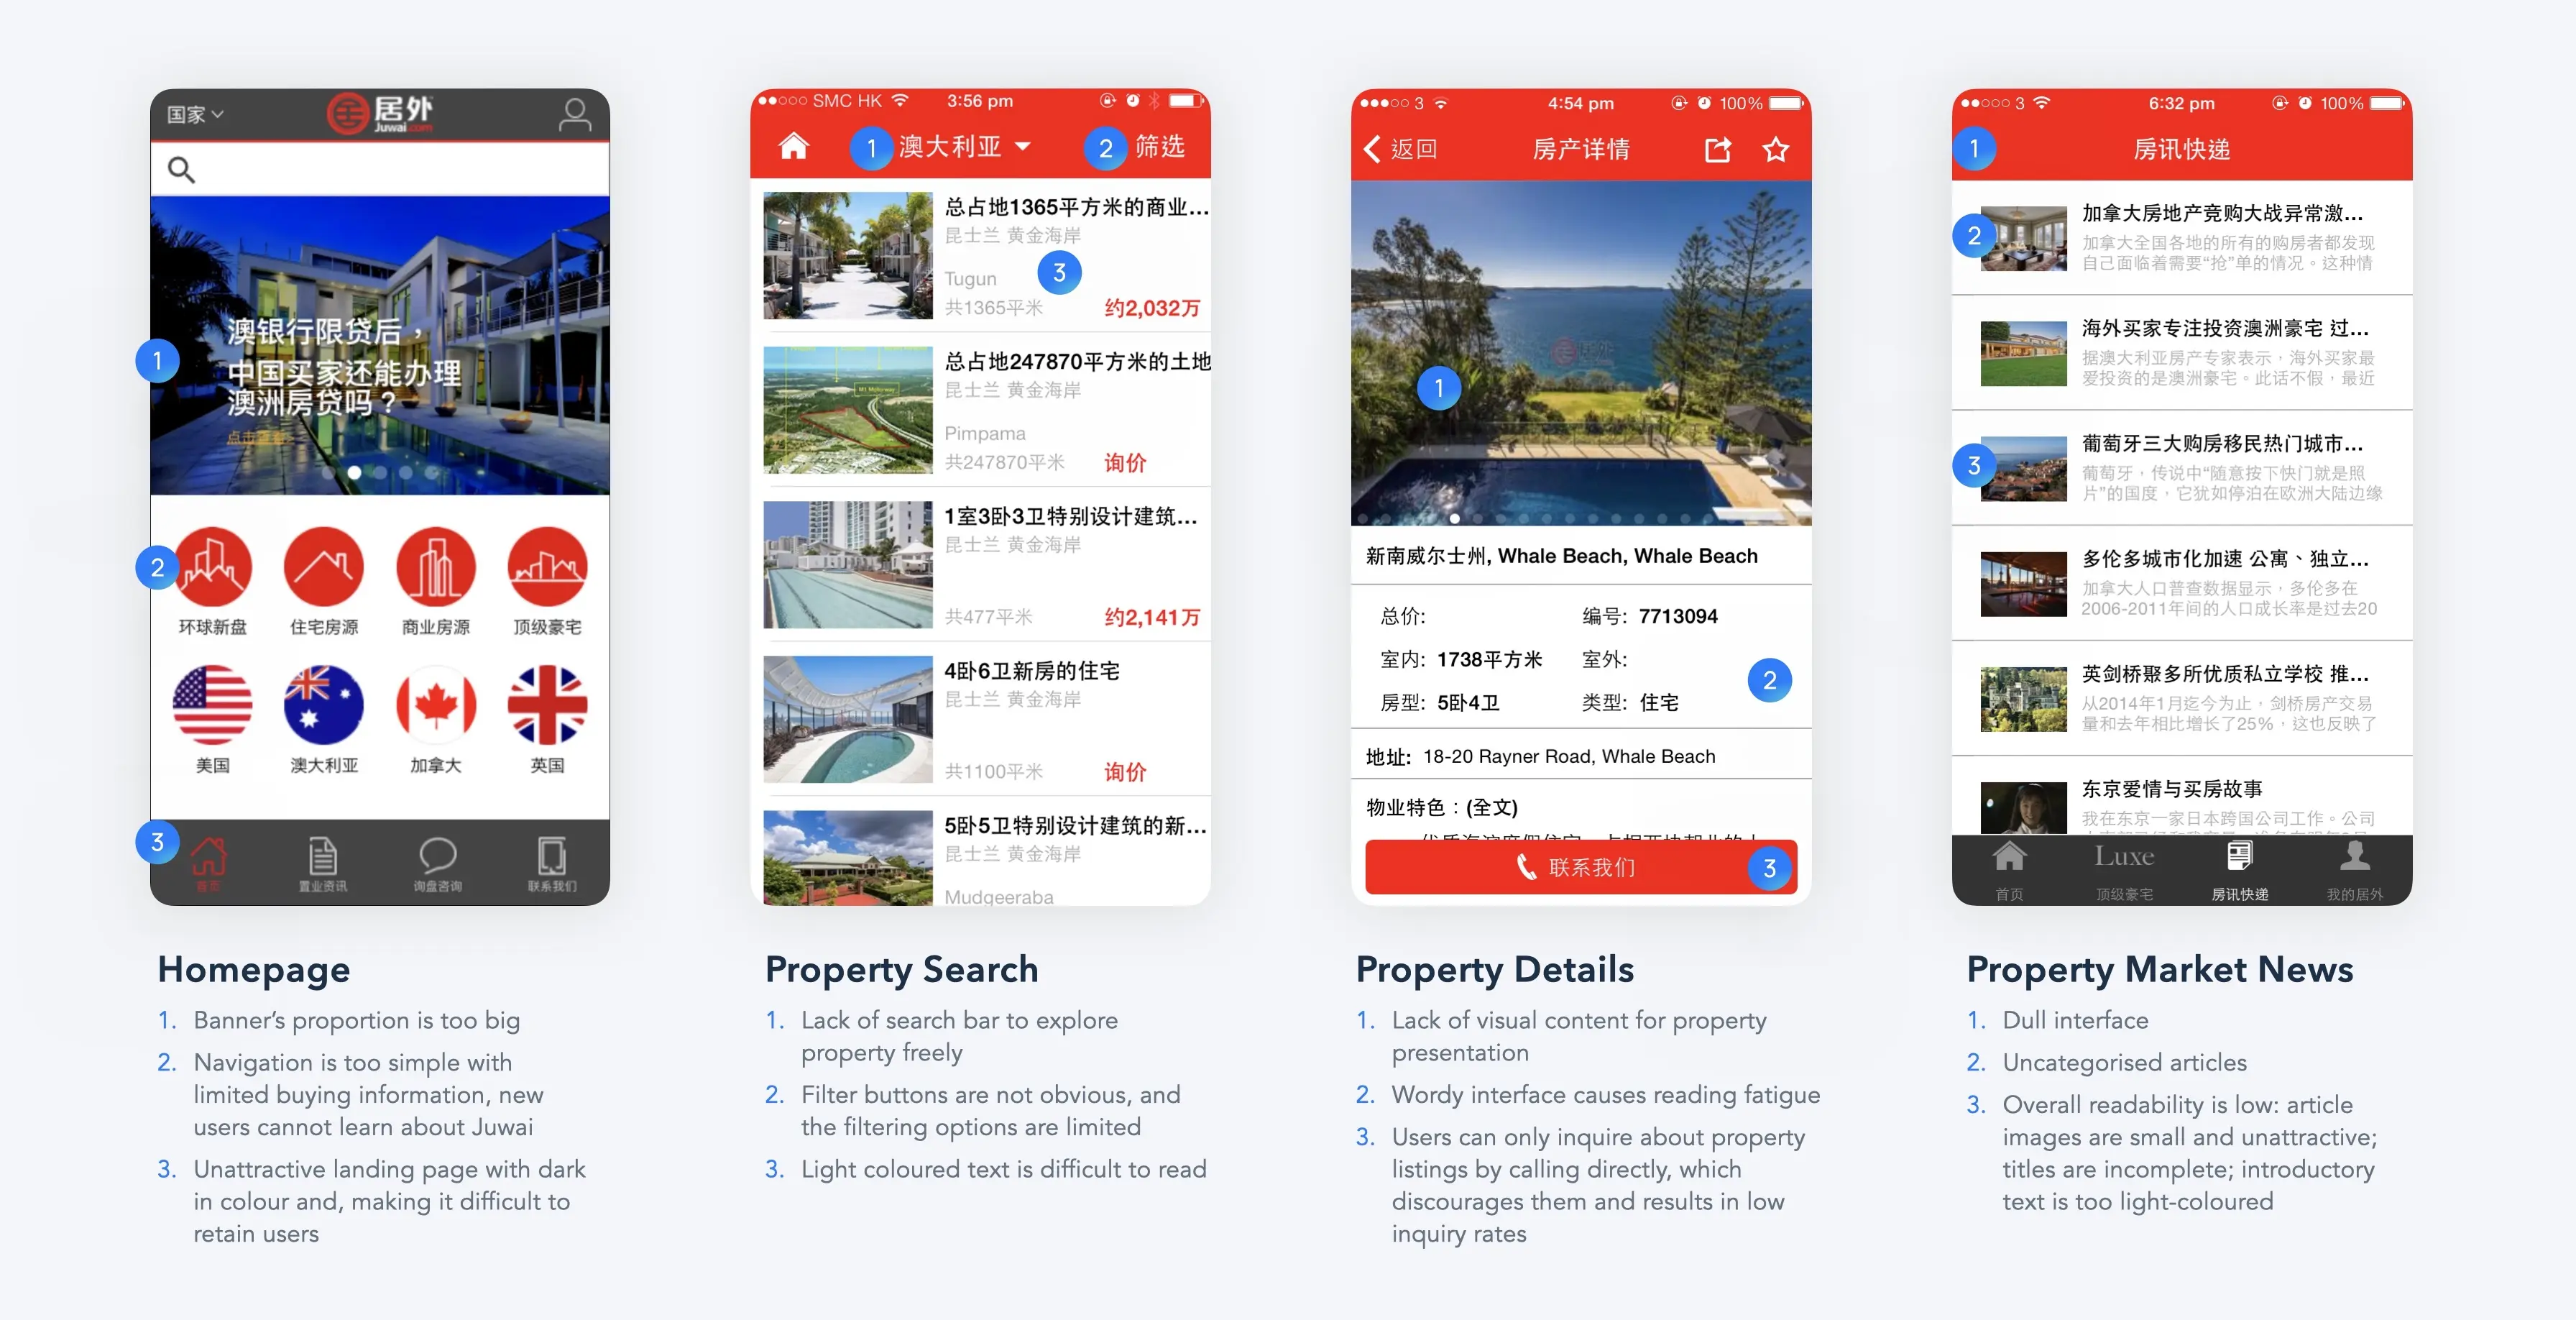 国家
居外
Juwai.com
澳银行限贷后，
中国买家还能办理
澳洲房贷吗？
点击查看>
1
2
环球新盘 住宅房源 商业房源 顶级豪宅
美国 澳大利亚 加拿大 英国
3
首页 置业资讯 询盘咨询 联系我们
Homepage
1. Banner’s proportion is too big
2. Navigation is too simple with
limited buying information, new
users cannot learn about Juwai
3. Unattractive landing page with dark
in colour and, making it difficult to
retain users
SMC HK 3:56 pm
1 澳大利亚 2 筛选
总占地1365平方米的商业...
昆士兰 黄金海岸
3
Tugun
共1365平米 约2,032万
总占地247870平方米的土地
昆士兰 黄金海岸
M1 Motorway
Pimpama
共247870平米 询价
1室3卧3卫特别设计建筑...
昆士兰 黄金海岸
共477平米 约2,141万
4卧6卫新房的住宅
昆士兰 黄金海岸
共1100平米 询价
5卧5卫特别设计建筑的新...
昆士兰 黄金海岸
Mudgeeraba
Property Search
1. Lack of search bar to explore
property freely
2. Filter buttons are not obvious, and
the filtering options are limited
3. Light coloured text is difficult to read
3 4:54 pm 100%
返回 房产详情
居外
1
新南威尔士州, Whale Beach, Whale Beach
总价: 编号: 7713094
室内: 1738平方米 室外:
2
房型: 5卧4卫 类型: 住宅
地址: 18-20 Rayner Road, Whale Beach
物业特色：(全文)
联系我们 3
Property Details
1. Lack of visual content for property
presentation
2. Wordy interface causes reading fatigue
3. Users can only inquire about property
listings by calling directly, which
discourages them and results in low
inquiry rates
3 6:32 pm 100%
1 房讯快递
加拿大房地产竞购大战异常激...
2
加拿大全国各地的所有的购房者都发现
自己面临着需要“抢”单的情况。这种情
海外买家专注投资澳洲豪宅 过...
据澳大利亚房产专家表示，海外买家最
爱投资的是澳洲豪宅。此话不假，最近
葡萄牙三大购房移民热门城市...
3
葡萄牙，传说中“随意按下快门就是照
片”的国度，它犹如停泊在欧洲大陆边缘
多伦多城市化加速 公寓、独立...
加拿大人口普查数据显示，多伦多在
2006-2011年间的人口成长率是过去20
英剑桥聚多所优质私立学校 推...
从2014年1月迄今为止，剑桥房产交易
量和去年相比增长了25%，这也反映了
东京爱情与买房故事
我在东京一家日本跨国公司工作。公司
Luxe
首页 顶级豪宅 房讯快递 我的居外
Property Market News
1. Dull interface
2. Uncategorised articles
3. Overall readability is low: article
images are small and unattractive;
titles are incomplete; introductory
text is too light-coloured